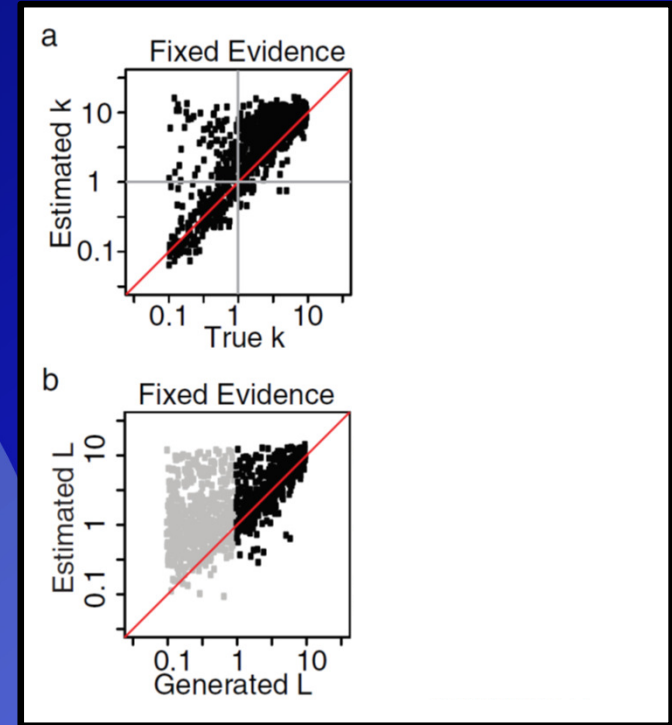 a
Fixed Evidence
Estimated k
10
1
0.1
0.1 1 10
True k
b
Fixed Evidence
Estimated L
10
1
0.1
0.1 1 10
Generated L